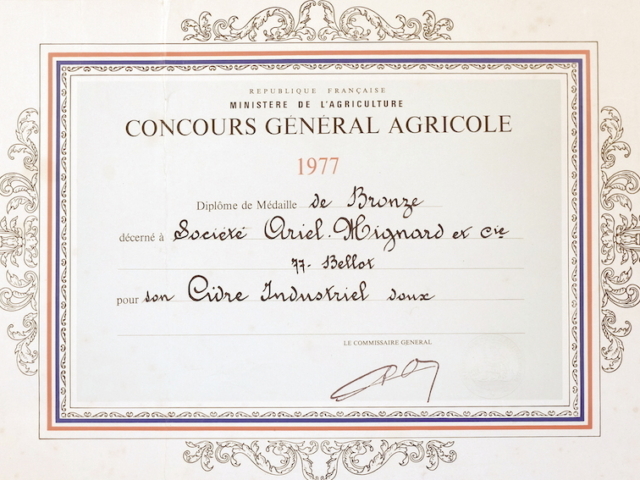 REPUBLIQUE FRANÇAISE
MINISTERE DE L'AGRICULTURE
CONCOURS GÉNÉRAL AGRICOLE
1977
Diplôme de Médaille de Bronze
décerné à Société Ariel-Mignard et cie
77-Bellot
pour son Cidre Industriel doux
LE COMMISSAIRE GENERAL